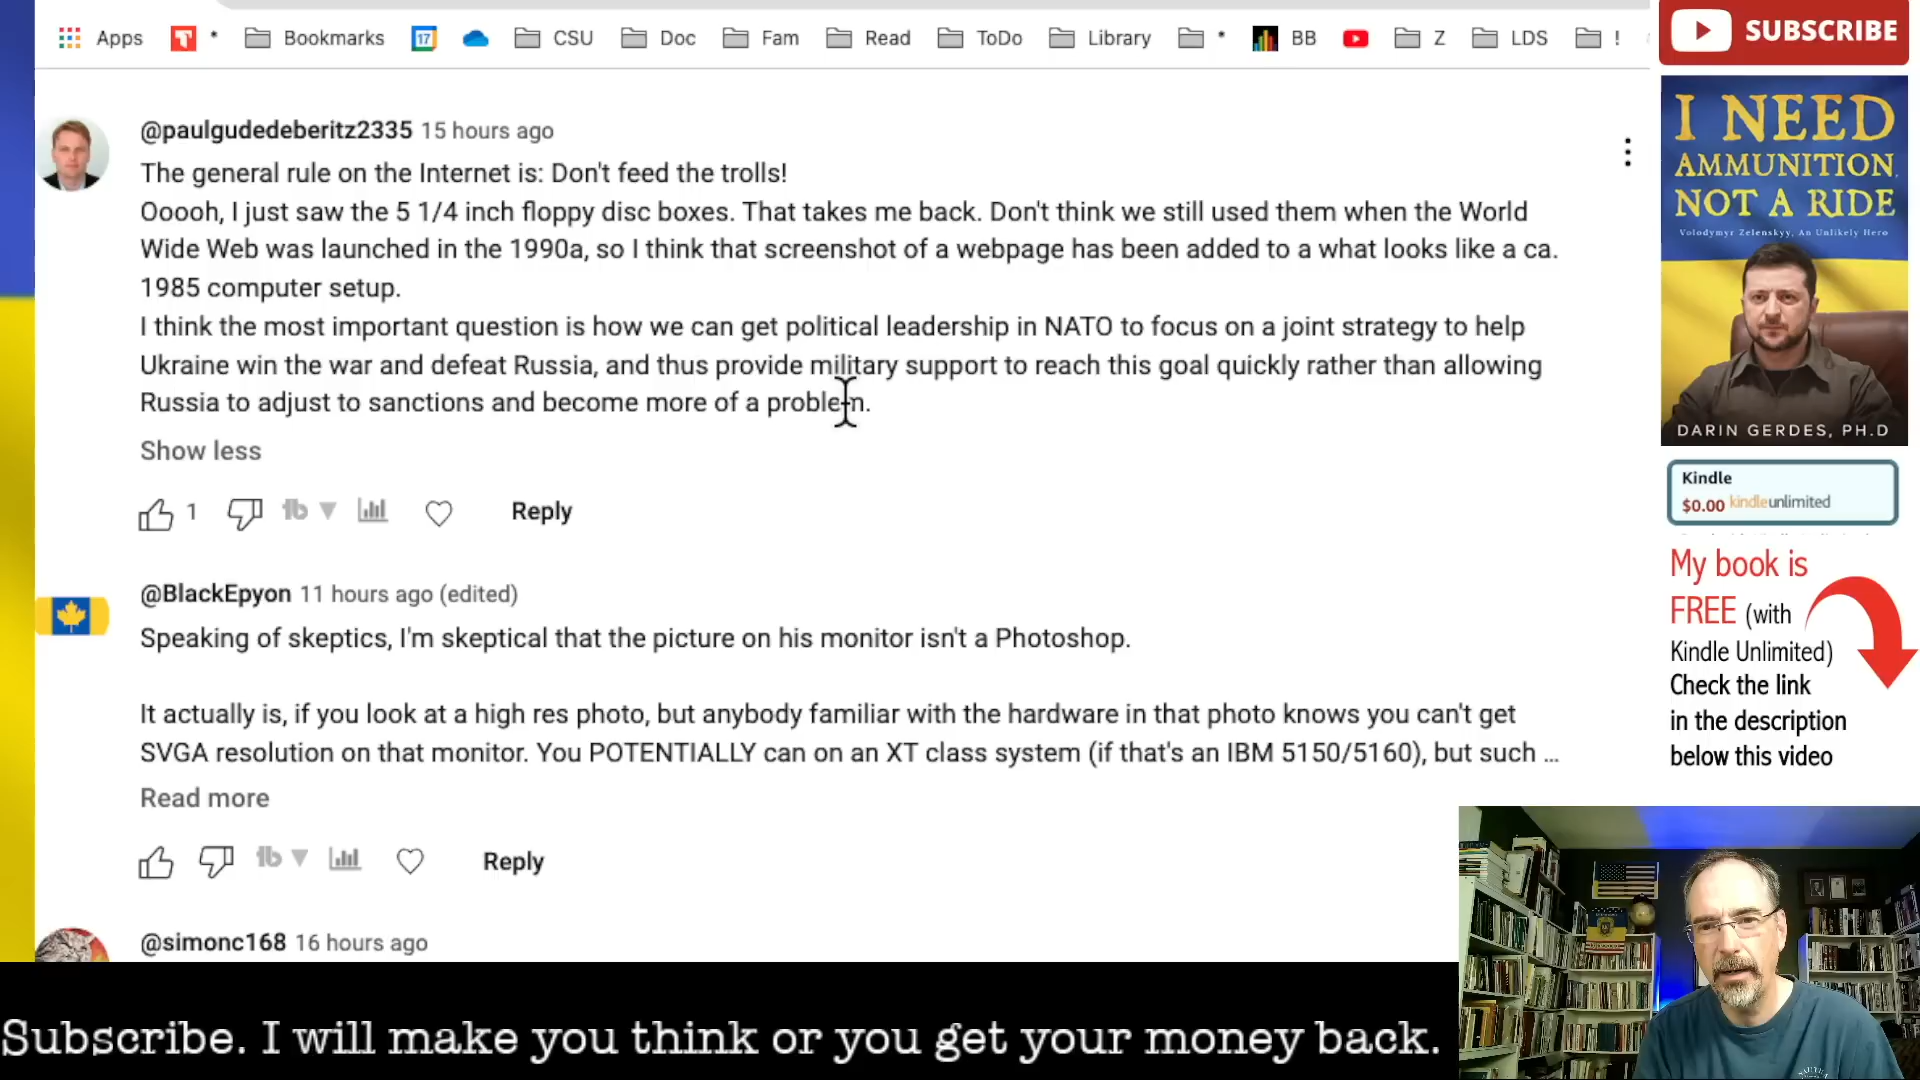 Apps
T
*
Bookmarks
17
CSU
Doc
Fam
Read
ToDo
Library
*
BB
Z
LDS
!
SUBSCRIBE
@paulgudedeberitz2335 15 hours ago
The general rule on the Internet is: Don't feed the trolls!
Ooooh, I just saw the 5 1/4 inch floppy disc boxes. That takes me back. Don't think we still used them when the World
Wide Web was launched in the 1990a, so I think that screenshot of a webpage has been added to a what looks like a ca.
1985 computer setup.
I think the most important question is how we can get political leadership in NATO to focus on a joint strategy to help
Ukraine win the war and defeat Russia, and thus provide military support to reach this goal quickly rather than allowing
Russia to adjust to sanctions and become more of a problem.
Show less
1
Reply
@BlackEpyon 11 hours ago (edited)
Speaking of skeptics, I'm skeptical that the picture on his monitor isn't a Photoshop.
It actually is, if you look at a high res photo, but anybody familiar with the hardware in that photo knows you can't get
SVGA resolution on that monitor. You POTENTIALLY can on an XT class system (if that's an IBM 5150/5160), but such ...
Read more
Reply
@simonc168 16 hours ago
I NEED
AMMUNITION,
NOT A RIDE
Volodymyr Zelenskyy, An Unlikely Hero
DARIN GERDES, PH.D
Kindle
$0.00 kindleunlimited
My book is
FREE (with
Kindle Unlimited)
Check the link
in the description
below this video
Subscribe. I will make you think or you get your money back.